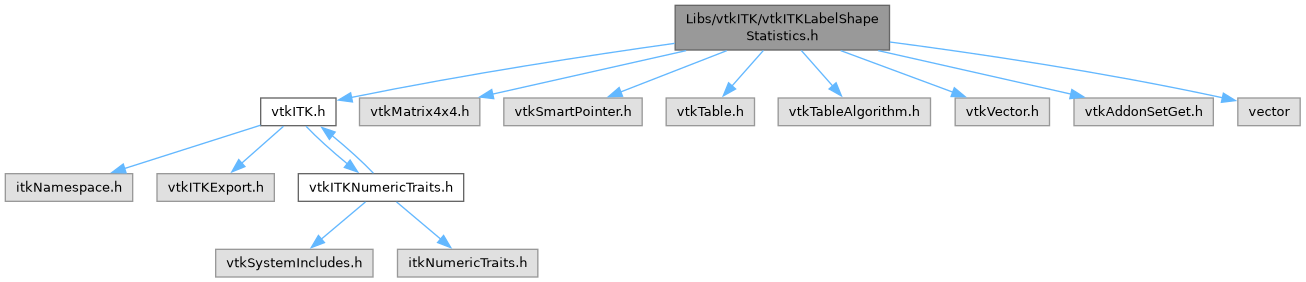 Libs/vtkITK/vtkITKLabelShape
Statistics.h
vtkITK.h
vtkMatrix4x4.h
vtkSmartPointer.h
vtkTable.h
vtkTableAlgorithm.h
vtkVector.h
vtkAddonSetGet.h
vector
itkNamespace.h
vtkITKExport.h
vtkITKNumericTraits.h
vtkSystemIncludes.h
itkNumericTraits.h